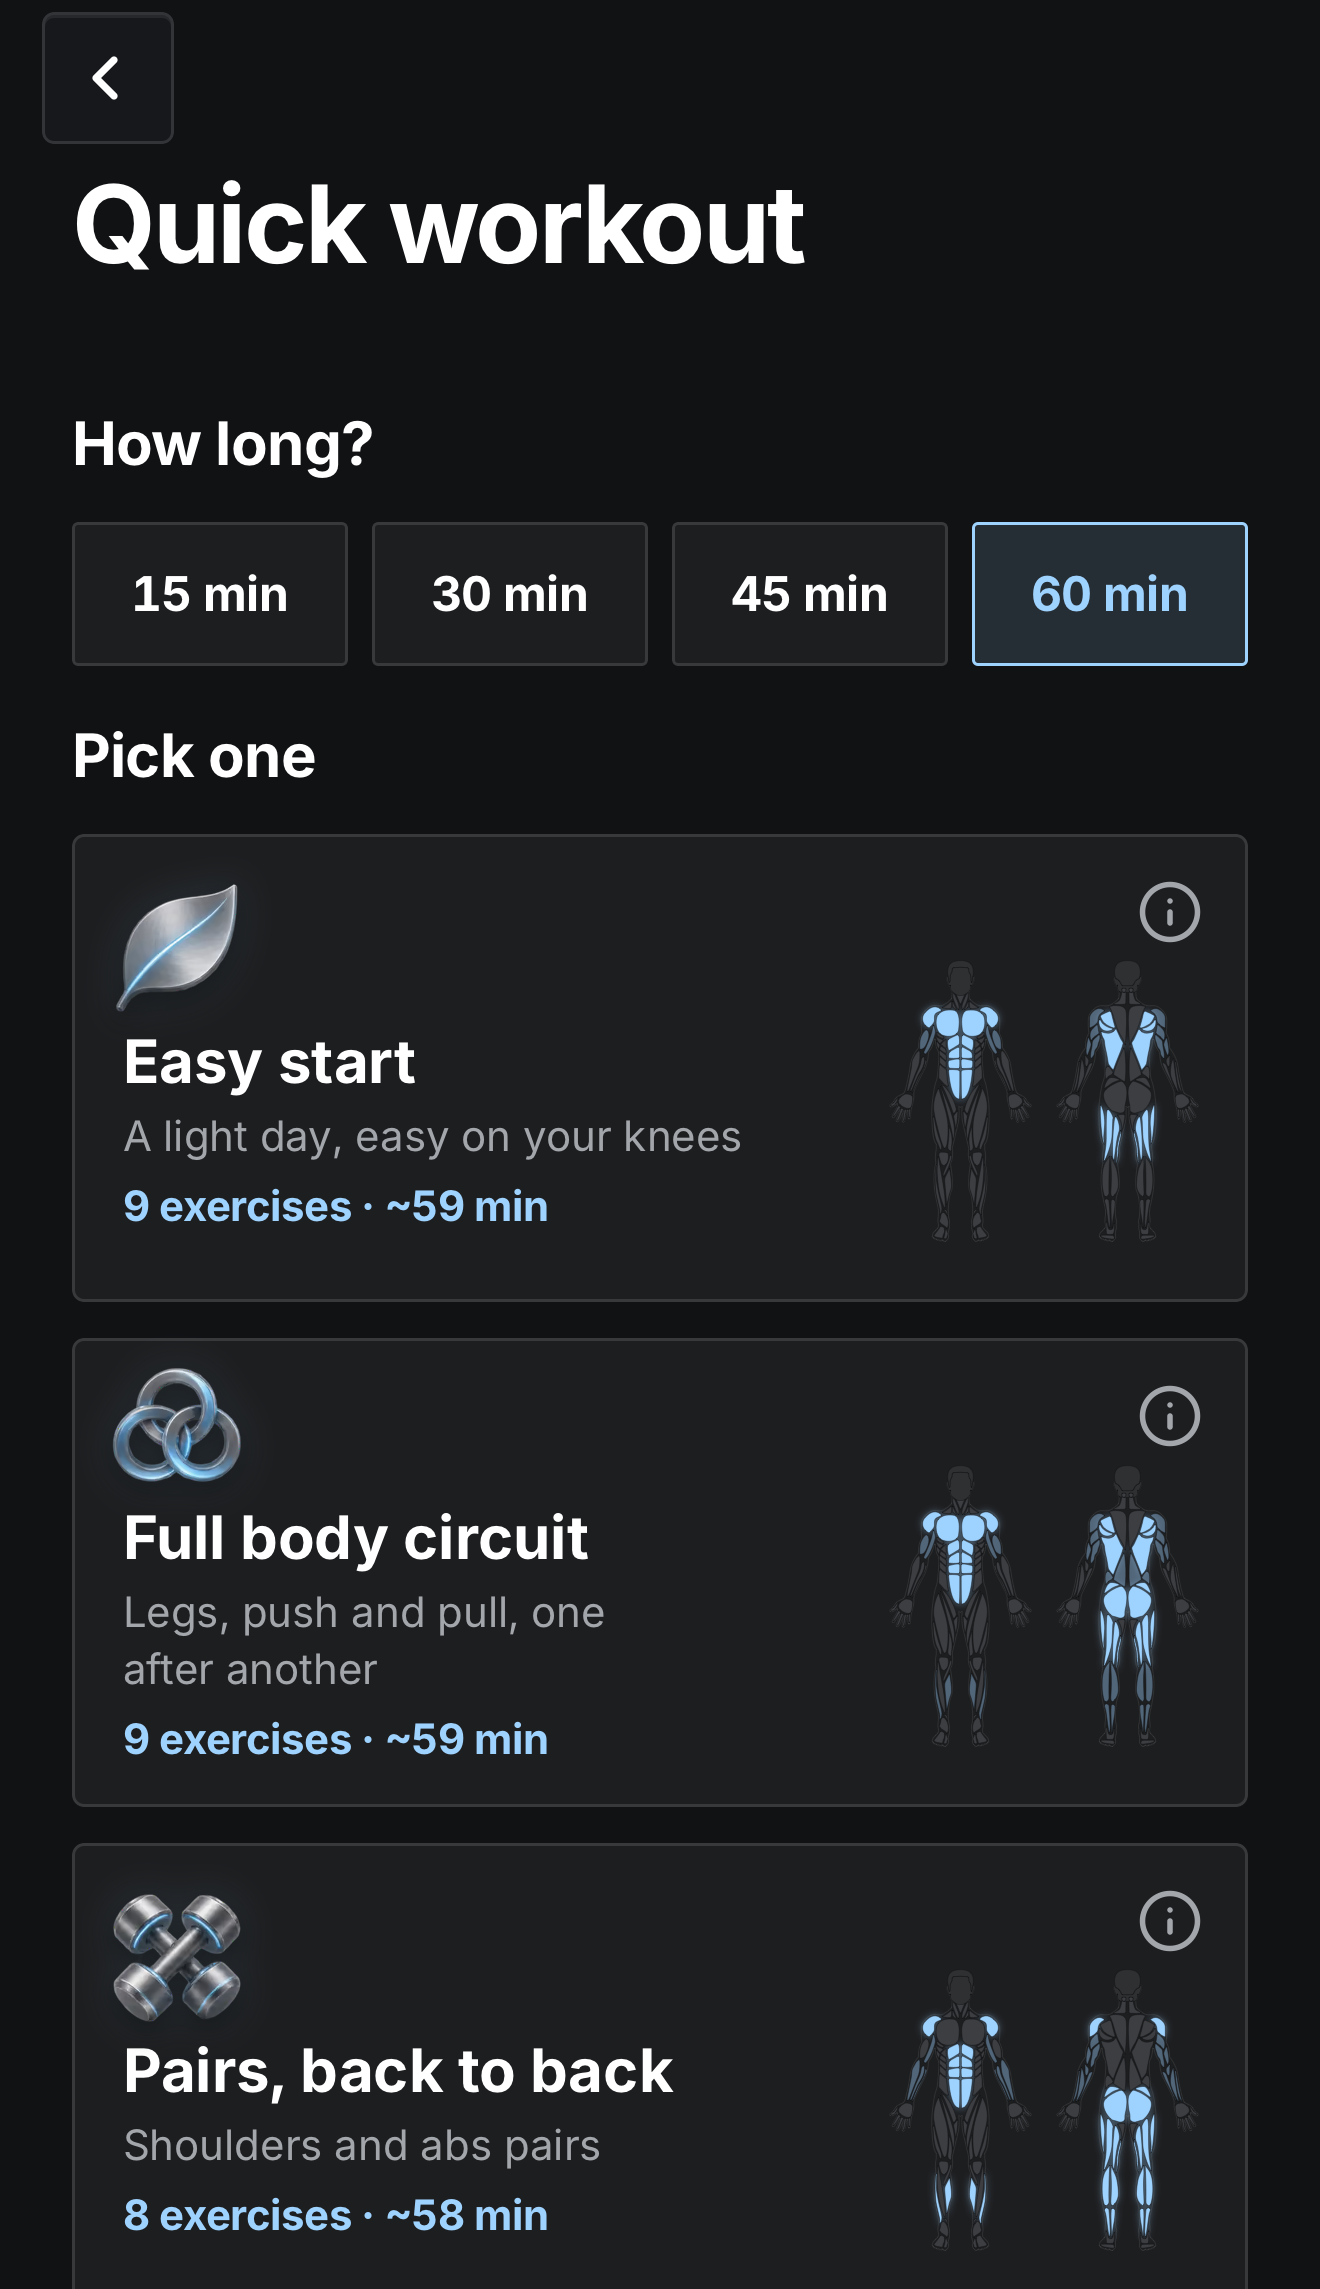 Quick workout
How long?
15 min
30 min
45 min
60 min
Pick one
Easy start
A light day, easy on your knees
9 exercises · ~59 min
Full body circuit
Legs, push and pull, one
after another
9 exercises · ~59 min
Pairs, back to back
Shoulders and abs pairs
8 exercises · ~58 min